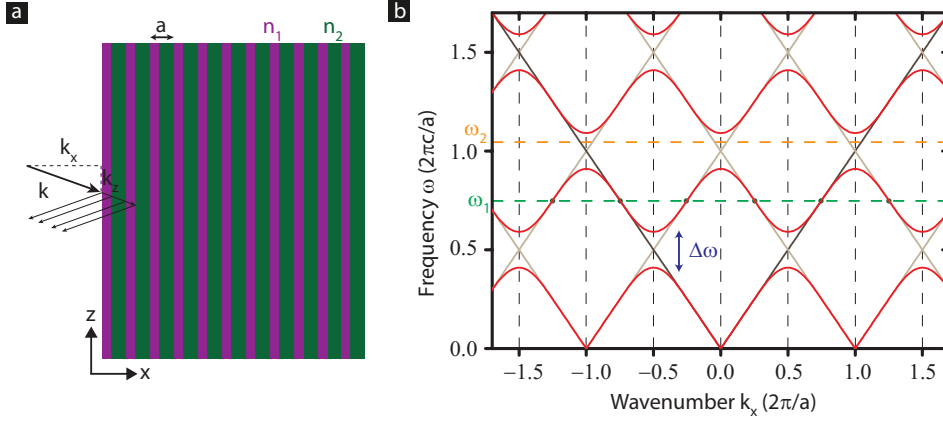 a
a
n1
n2
kx
k
kz
z
x
b
Frequency ω (2πc/a)
1.5
1.0
0.5
0.0
ω2
ω1
Δω
−1.5
−1.0
−0.5
0.0
0.5
1.0
1.5
Wavenumber kx (2π/a)